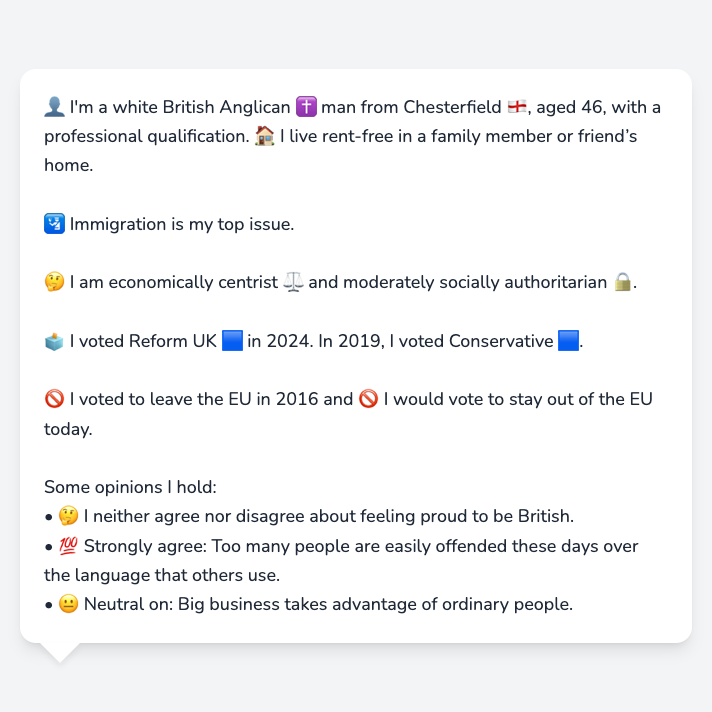 👤 I'm a white British Anglican ✝️ man from Chesterfield 🏴󠁧󠁢󠁥󠁮󠁧󠁿, aged 46, with a
professional qualification. 🏠 I live rent-free in a family member or friend’s
home.
🛂 Immigration is my top issue.
🤔 I am economically centrist ⚖️ and moderately socially authoritarian 🔒.
🗳️ I voted Reform UK 🟦 in 2024. In 2019, I voted Conservative 🟦.
🚫 I voted to leave the EU in 2016 and 🚫 I would vote to stay out of the EU
today.
Some opinions I hold:
• 🤔 I neither agree nor disagree about feeling proud to be British.
• 💯 Strongly agree: Too many people are easily offended these days over
the language that others use.
• 😐 Neutral on: Big business takes advantage of ordinary people.